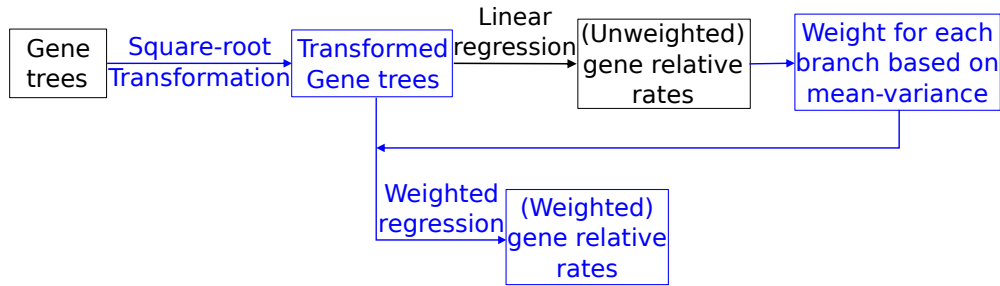 Gene
trees
Square-root
Transformation
Transformed
Gene trees
Linear
regression
(Unweighted)
gene relative
rates
Weight for each
branch based on
mean-variance
Weighted
regression
(Weighted)
gene relative
rates